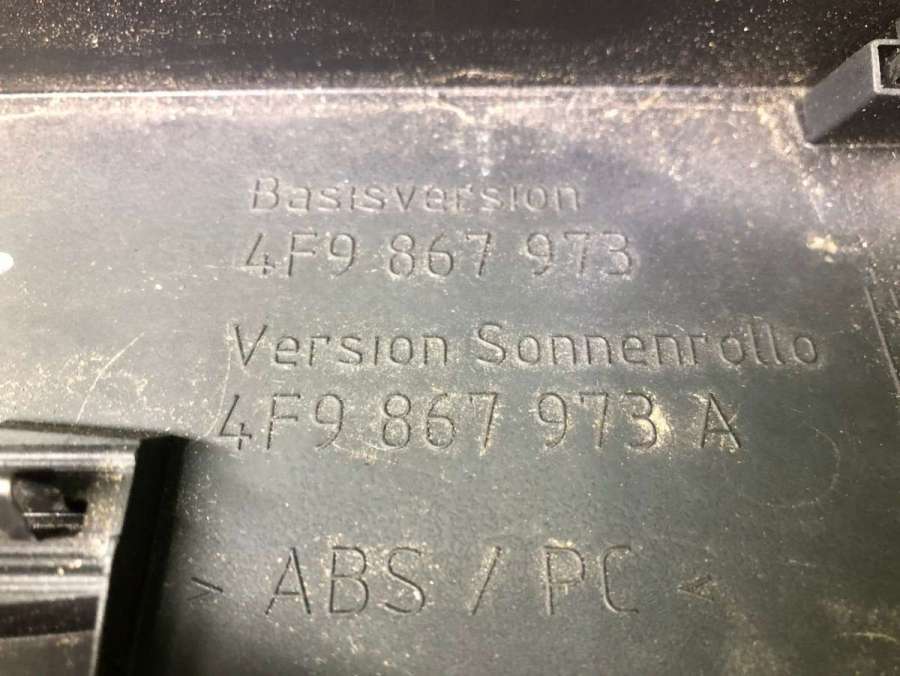 Basisversion
4F9 867 973
Version Sonnenrollo
4F9 867 973 A
> ABS / PC <